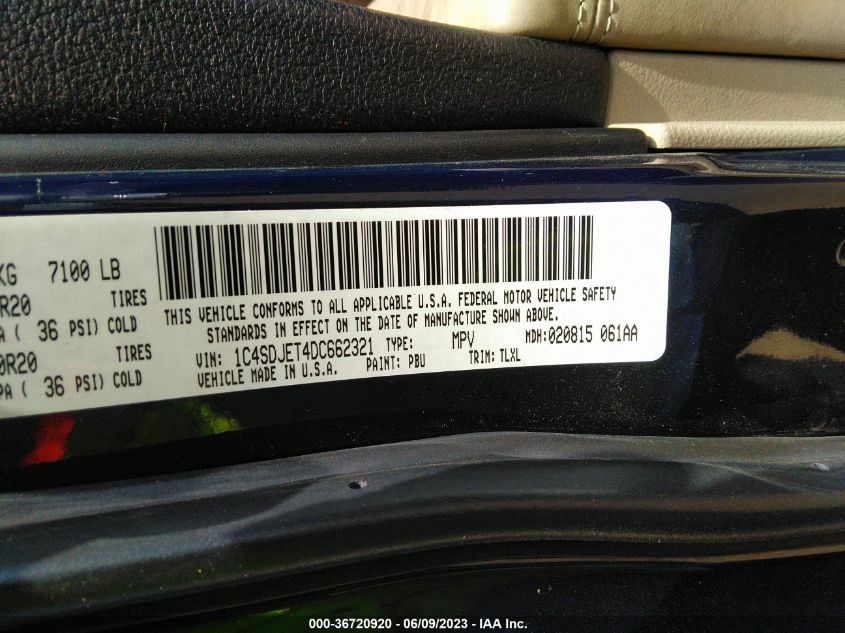 KG 7100 LB
R20 TIRES
PA ( 36 PSI) COLD
0R20 TIRES
PA ( 36 PSI) COLD
THIS VEHICLE CONFORMS TO ALL APPLICABLE U.S.A. FEDERAL MOTOR VEHICLE SAFETY
STANDARDS IN EFFECT ON THE DATE OF MANUFACTURE SHOWN ABOVE.
VIN: 1C4SDJET4DC662321 TYPE: MPV MDH:020815 061AA
VEHICLE MADE IN U.S.A. PAINT: PBU TRIM: TLXL
000-36720920 / 06/09/2023 - IAA Inc.